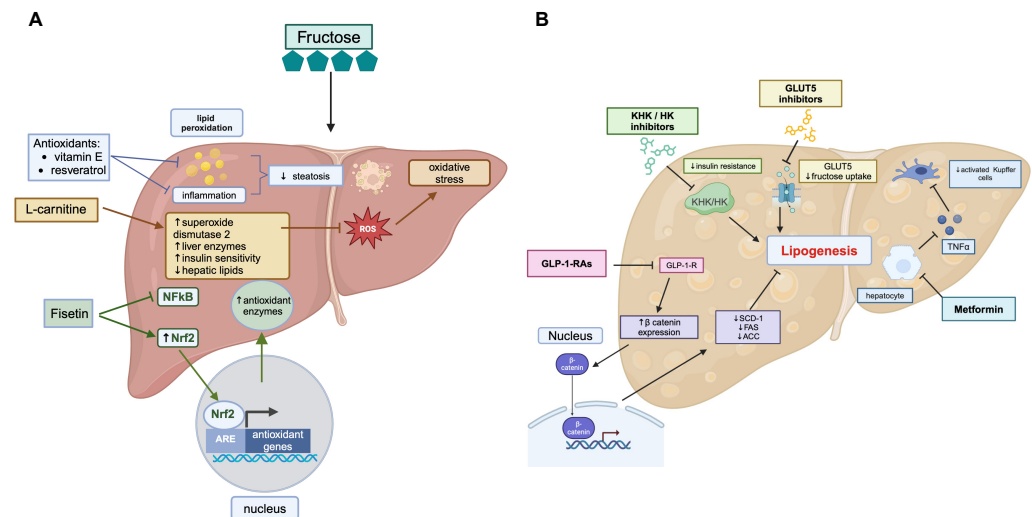 A
Fructose
lipid
peroxidation
Antioxidants:
• vitamin E
• resveratrol
inflammation
↓ steatosis
oxidative
stress
L-carnitine
↑superoxide
dismutase 2
↑liver enzymes
↑insulin sensitivity
↓hepatic lipids
ROS
Fisetin
NFkB
↑Nrf2
↑antioxidant
enzymes
Nrf2
ARE
antioxidant
genes
nucleus
B
GLUT5
inhibitors
KHK / HK
inhibitors
↓insulin resistance
KHK/HK
GLUT5
↓fructose uptake
↓activated Kupffer
cells
TNFα
Lipogenesis
GLP-1-RAs
GLP-1-R
hepatocyte
Metformin
↑β catenin
expression
↓SCD-1
↓FAS
↓ACC
Nucleus
β-
catenin
β-
catenin